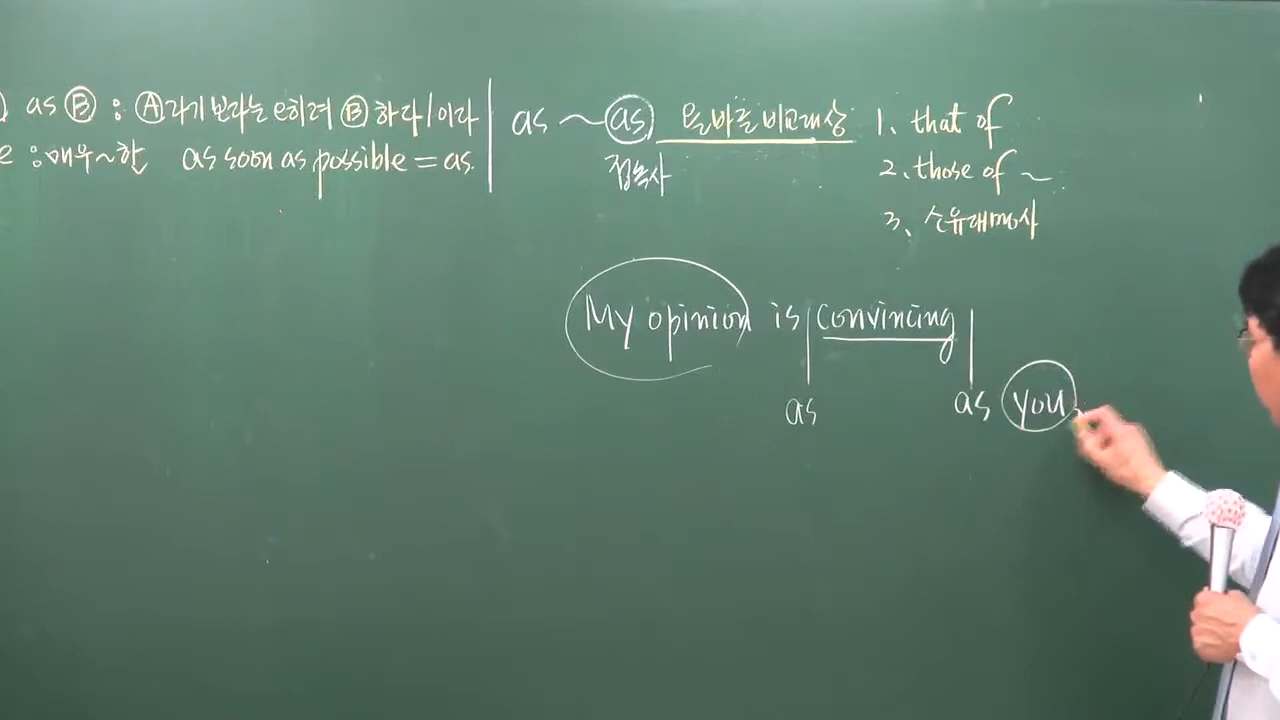 as Ⓑ : Ⓐ라기 보다는 오히려 Ⓑ하다/이다
:매우~한 as soon as possible = as
as ~ as 올바른 비교대상
접속사
1. that of
2. those of ~
3. 소유대명사
My opinion is convincing
as as you